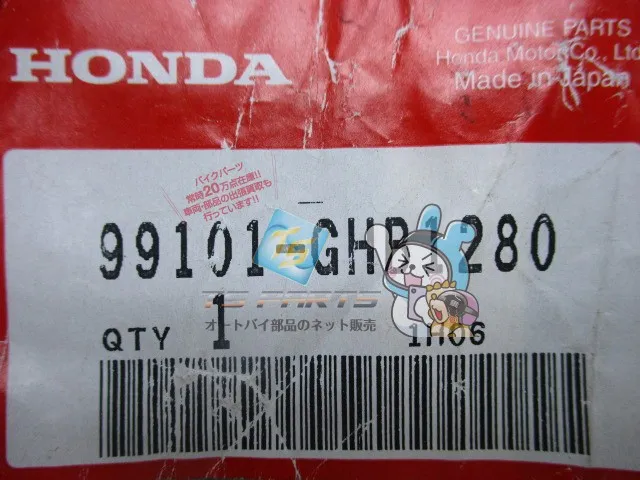 HONDA
GENUINE PARTS
Honda Motor Co., Ltd.
Made in Japan
バイクパーツ
常時20万点在庫!!
車両・部品の出張買取も
行っています!!
99101-GHB1280
TS PARTS
オートバイ部品のネット販売
QTY 1
1H06